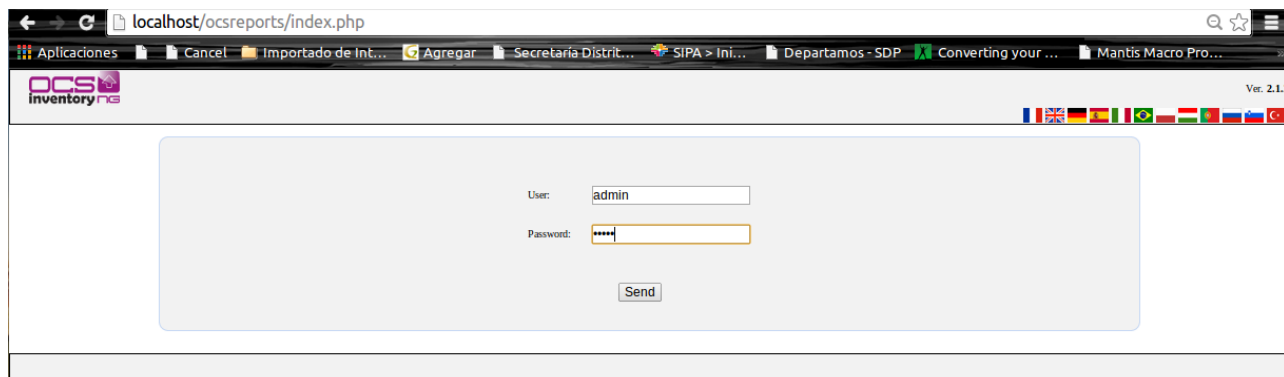 localhost/ocsreports/index.php
Aplicaciones Cancel Importado de Int... Agregar Secretaría Distrit... SIPA > Ini... Departamos - SDP Converting your ... Mantis Macro Pro...
OCS
inventory NG
Ver. 2.1.
User: admin
Password: •••••
Send